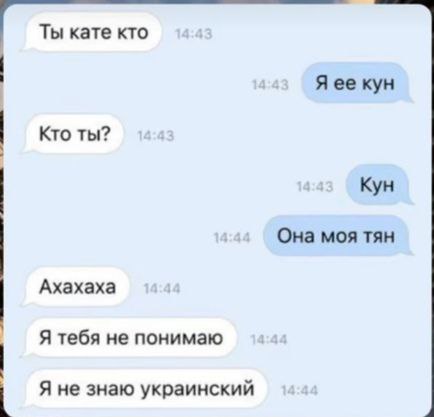 Ты кате кто 14:43
14:43 Я ее кун
Кто ты? 14:43
14:43 Кун
14:44 Она моя тян
Ахахаха 14:44
Я тебя не понимаю 14:44
Я не знаю украинский 14:44